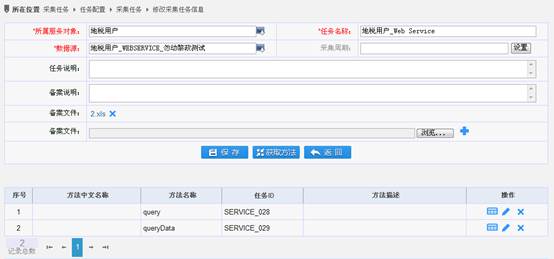 所在位置 采集任务 ▸ 任务配置 ▸ 采集任务 ▸ 修改采集任务信息
*所属服务对象: 地税用户 *任务名称: 地税用户_Web Service
*数据源: 地税用户_WEBSERVICE_勿动黎敦测试 采集周期: 设置
任务说明:
备案说明:
备案文件: 2.xls
备案文件: 浏览...
保存 获取方法 返回
序号 方法中文名称 方法名称 任务ID 方法描述 操作
1 query SERVICE_028
2 queryData SERVICE_029
2 1
记录总数